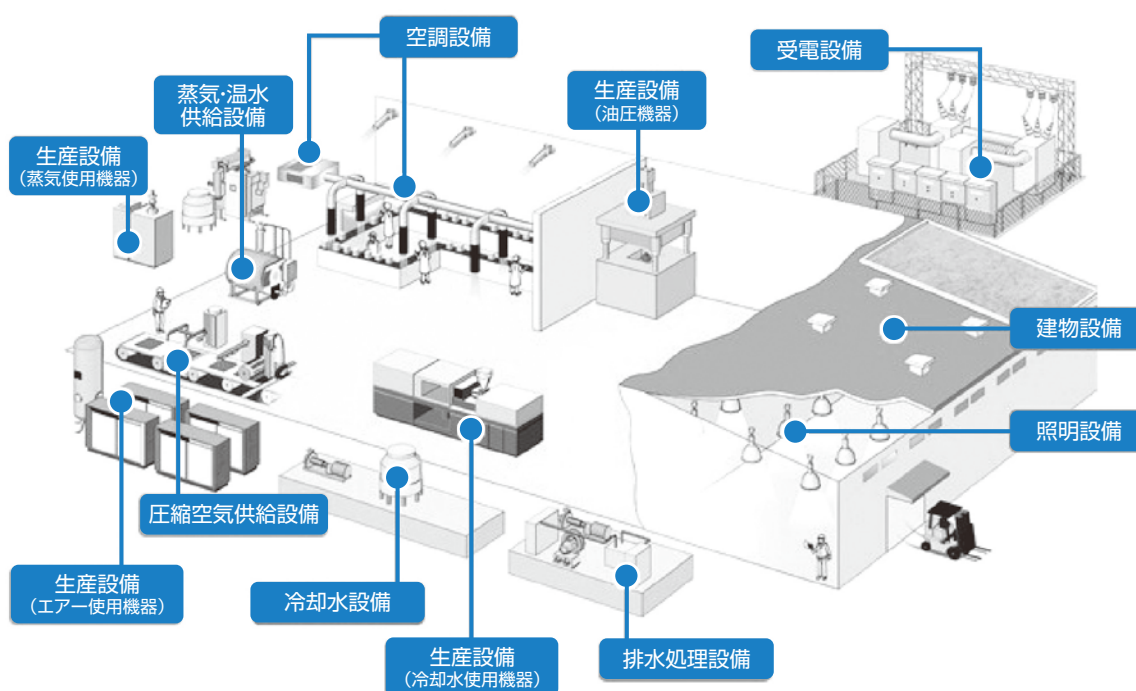 空調設備
受電設備
蒸気・温水
供給設備
生産設備
（油圧機器）
生産設備
（蒸気使用機器）
建物設備
照明設備
圧縮空気供給設備
生産設備
（エアー使用機器）
冷却水設備
生産設備
（冷却水使用機器）
排水処理設備